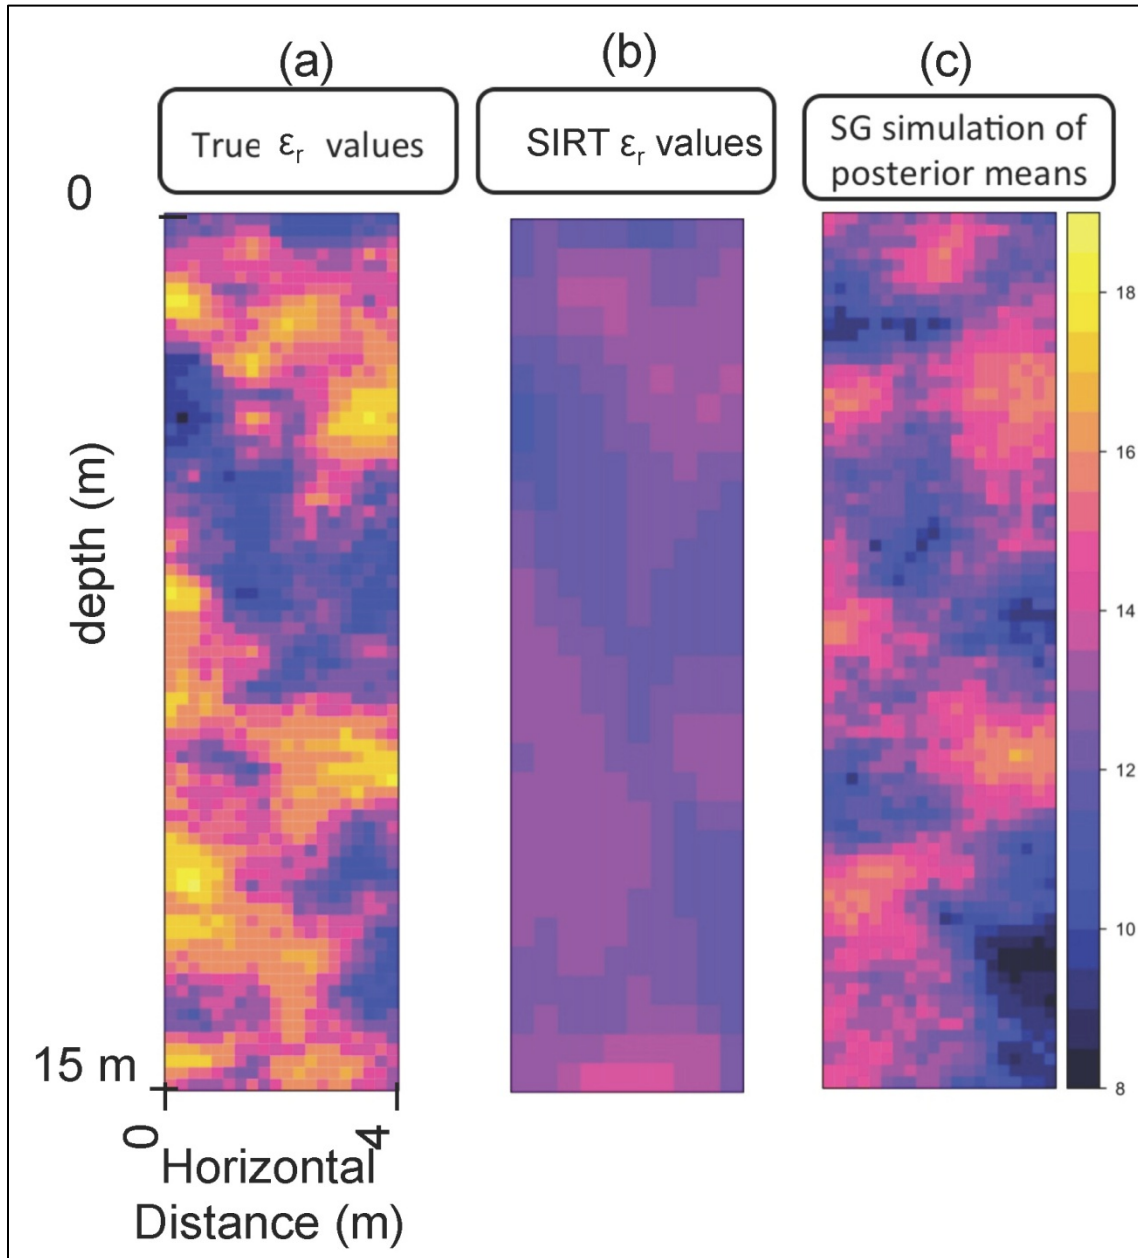 (a)
(b)
(c)
True εr values
SIRT εr values
SG simulation of
posterior means
0
depth (m)
15 m
0
4
Horizontal
Distance (m)
18
16
14
12
10
8